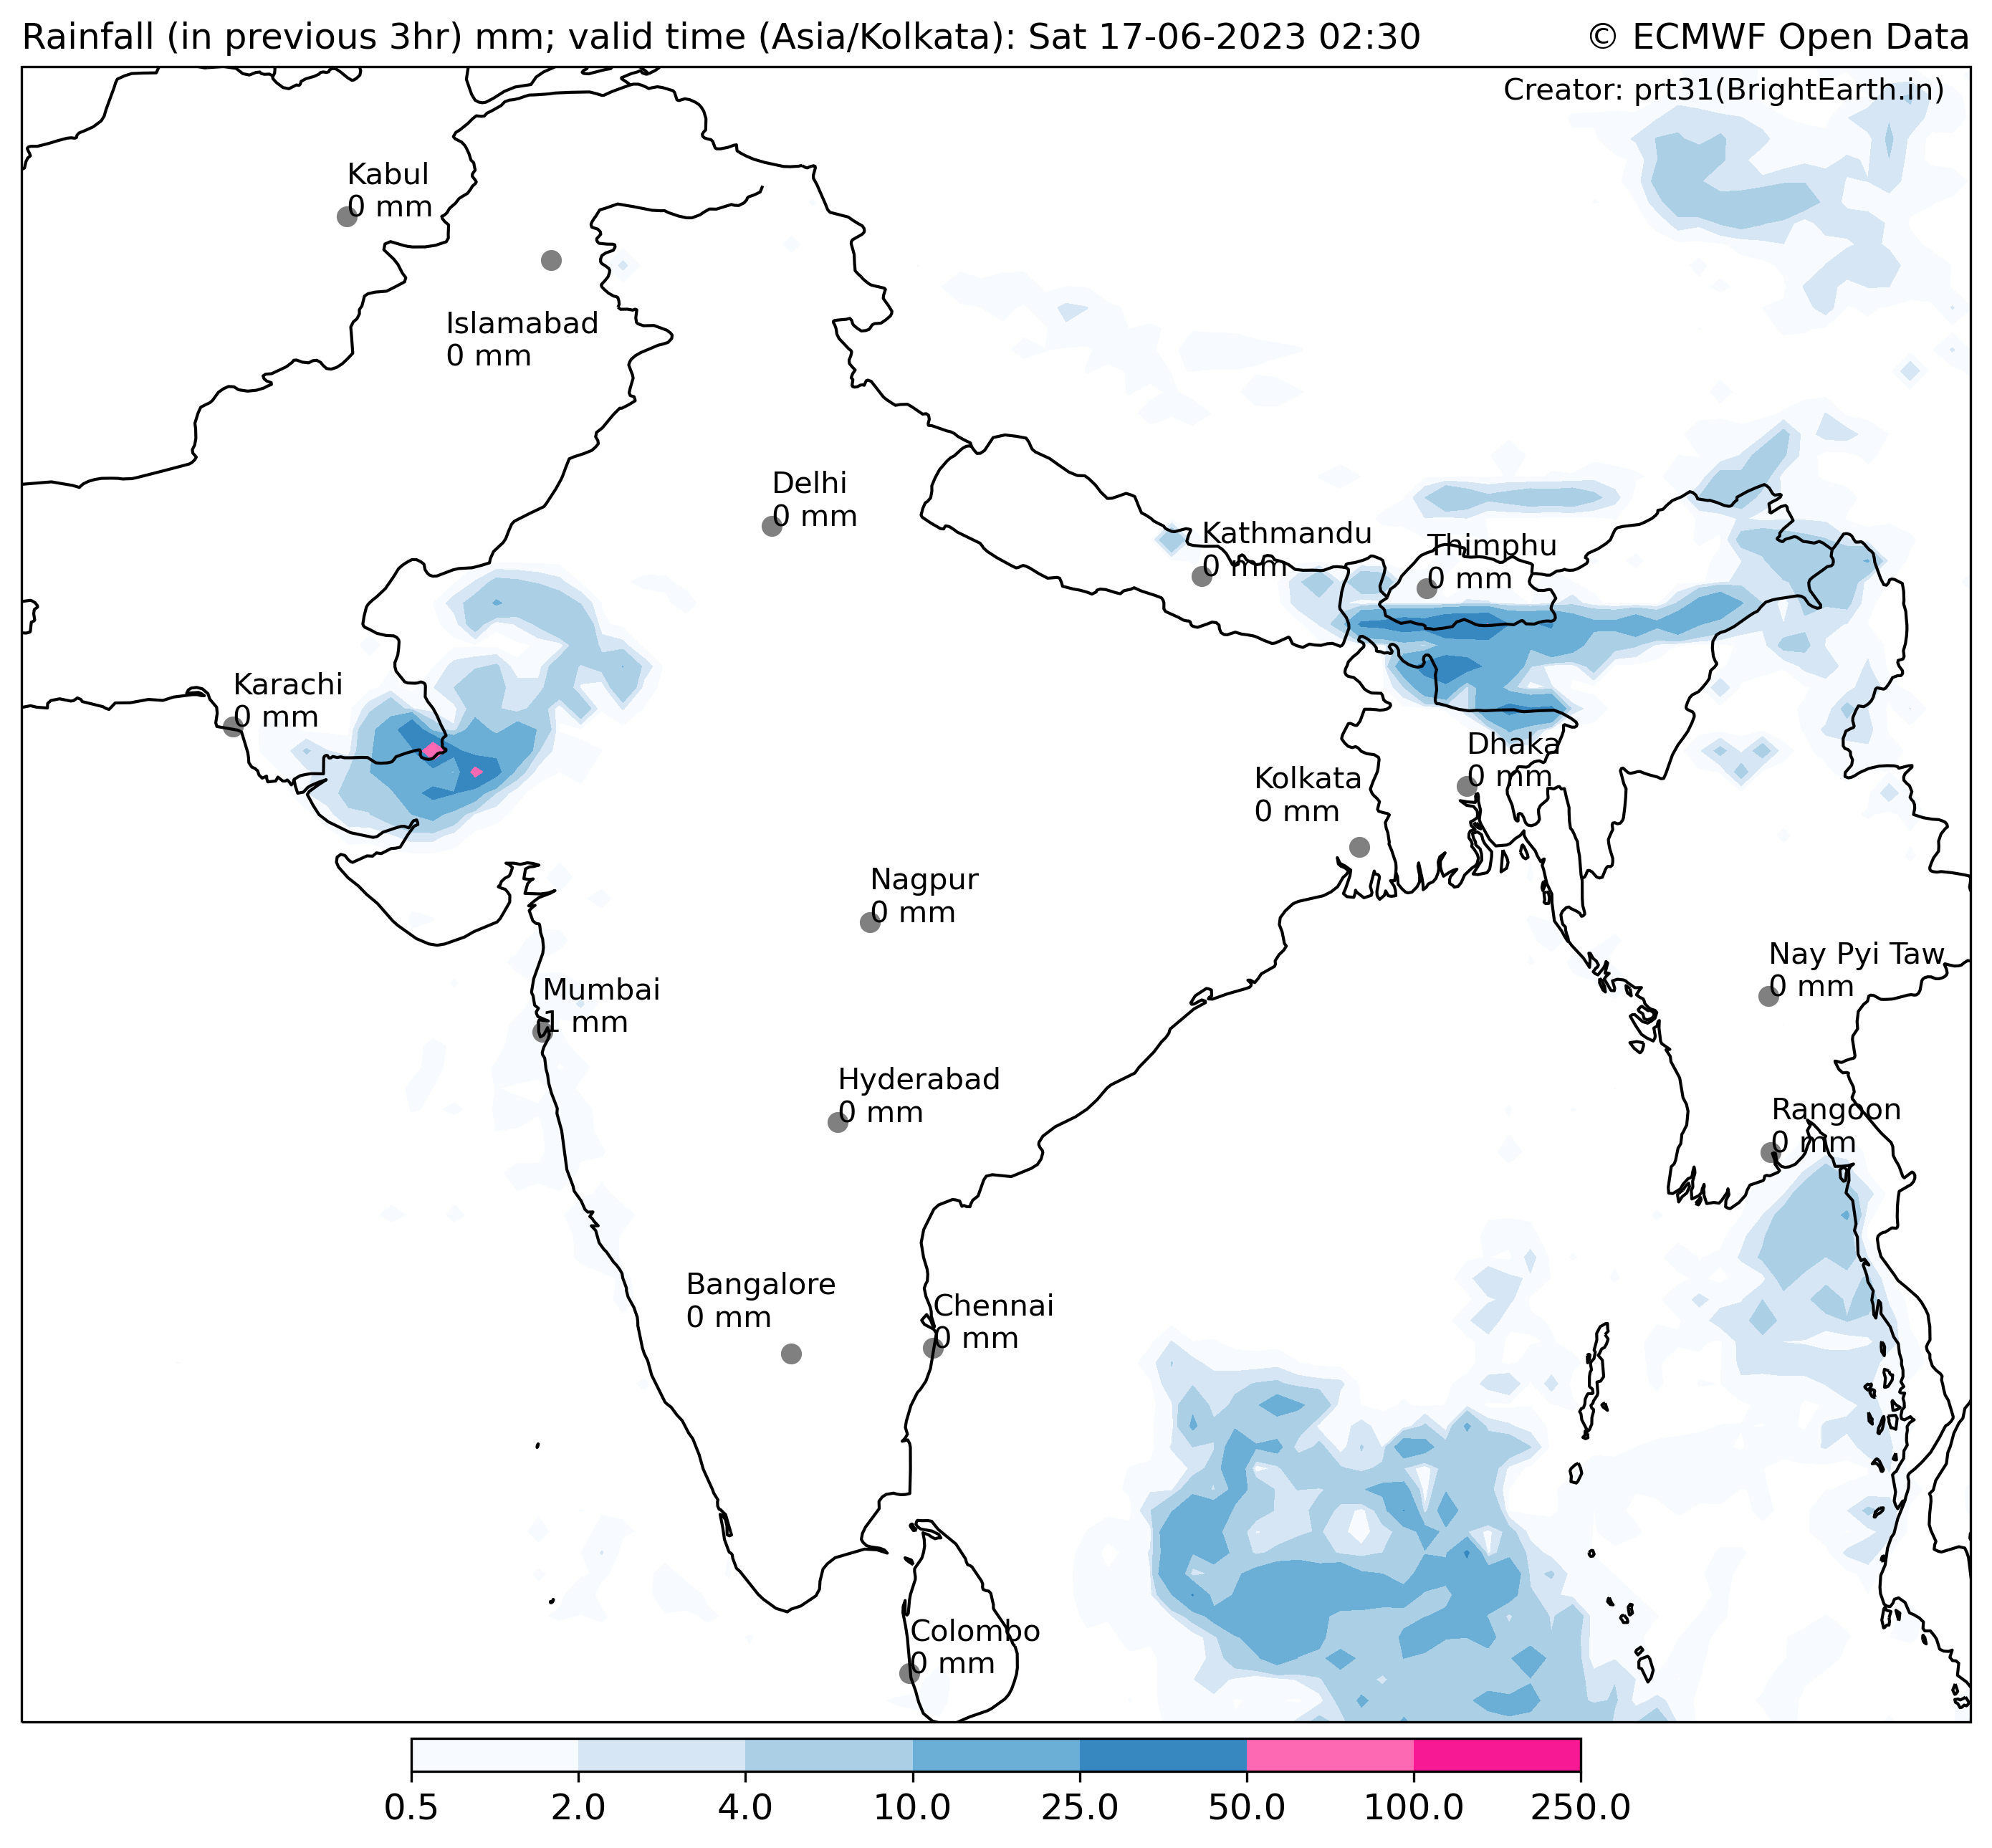 Rainfall (in previous 3hr) mm; valid time (Asia/Kolkata): Sat 17-06-2023 02:30
© ECMWF Open Data
Creator: prt31(BrightEarth.in)
Kabul
0 mm
Islamabad
0 mm
Delhi
0 mm
Kathmandu
0 mm
Thimphu
0 mm
Karachi
0 mm
Dhaka
0 mm
Kolkata
0 mm
Nagpur
0 mm
Nay Pyi Taw
0 mm
Mumbai
1 mm
Hyderabad
0 mm
Rangoon
0 mm
Bangalore
0 mm
Chennai
0 mm
Colombo
0 mm
0.5 2.0 4.0 10.0 25.0 50.0 100.0 250.0